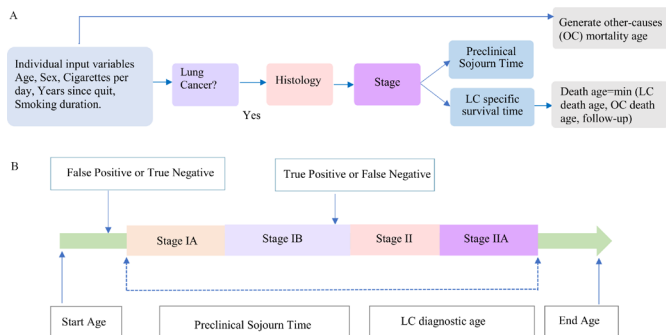 A
Individual input variables
Age, Sex, Cigarettes per
day, Years since quit,
Smoking duration.
Lung
Cancer?
Yes
Histology
Stage
Preclinical
Sojourn Time
LC specific
survival time
Generate other-causes
(OC) mortality age
Death age=min (LC
death age, OC death
age, follow-up)
B
False Positive or True Negative
True Positive or False Negative
Stage IA
Stage IB
Stage II
Stage IIA
Start Age
Preclinical Sojourn Time
LC diagnostic age
End Age